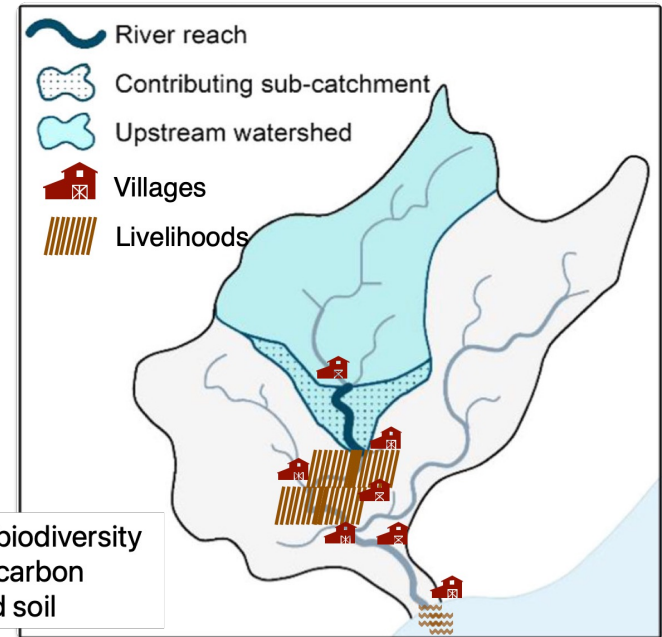 River reach
Contributing sub-catchment
Upstream watershed
Villages
Livelihoods
biodiversity
carbon
soil